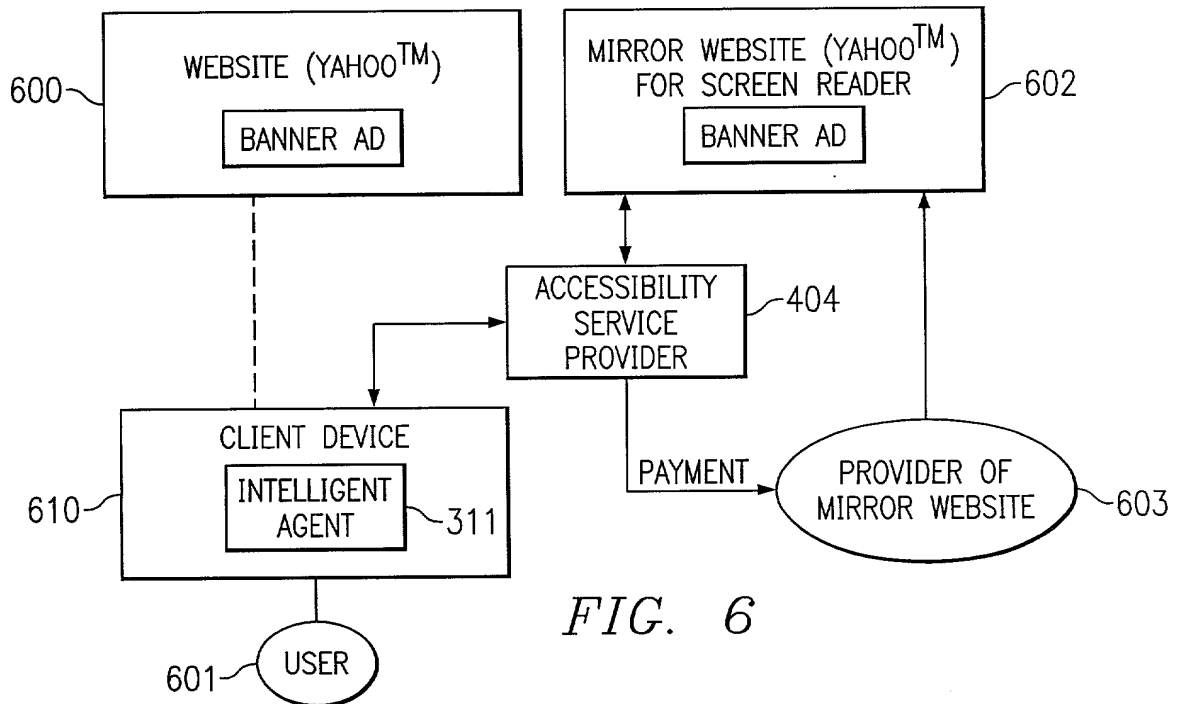 WEBSITE (YAHOO™)
BANNER AD
600
MIRROR WEBSITE (YAHOO™)
FOR SCREEN READER
BANNER AD
602
ACCESSIBILITY
SERVICE
PROVIDER
404
CLIENT DEVICE
INTELLIGENT
AGENT
311
610
PAYMENT
PROVIDER OF
MIRROR WEBSITE
603
USER
601
FIG. 6